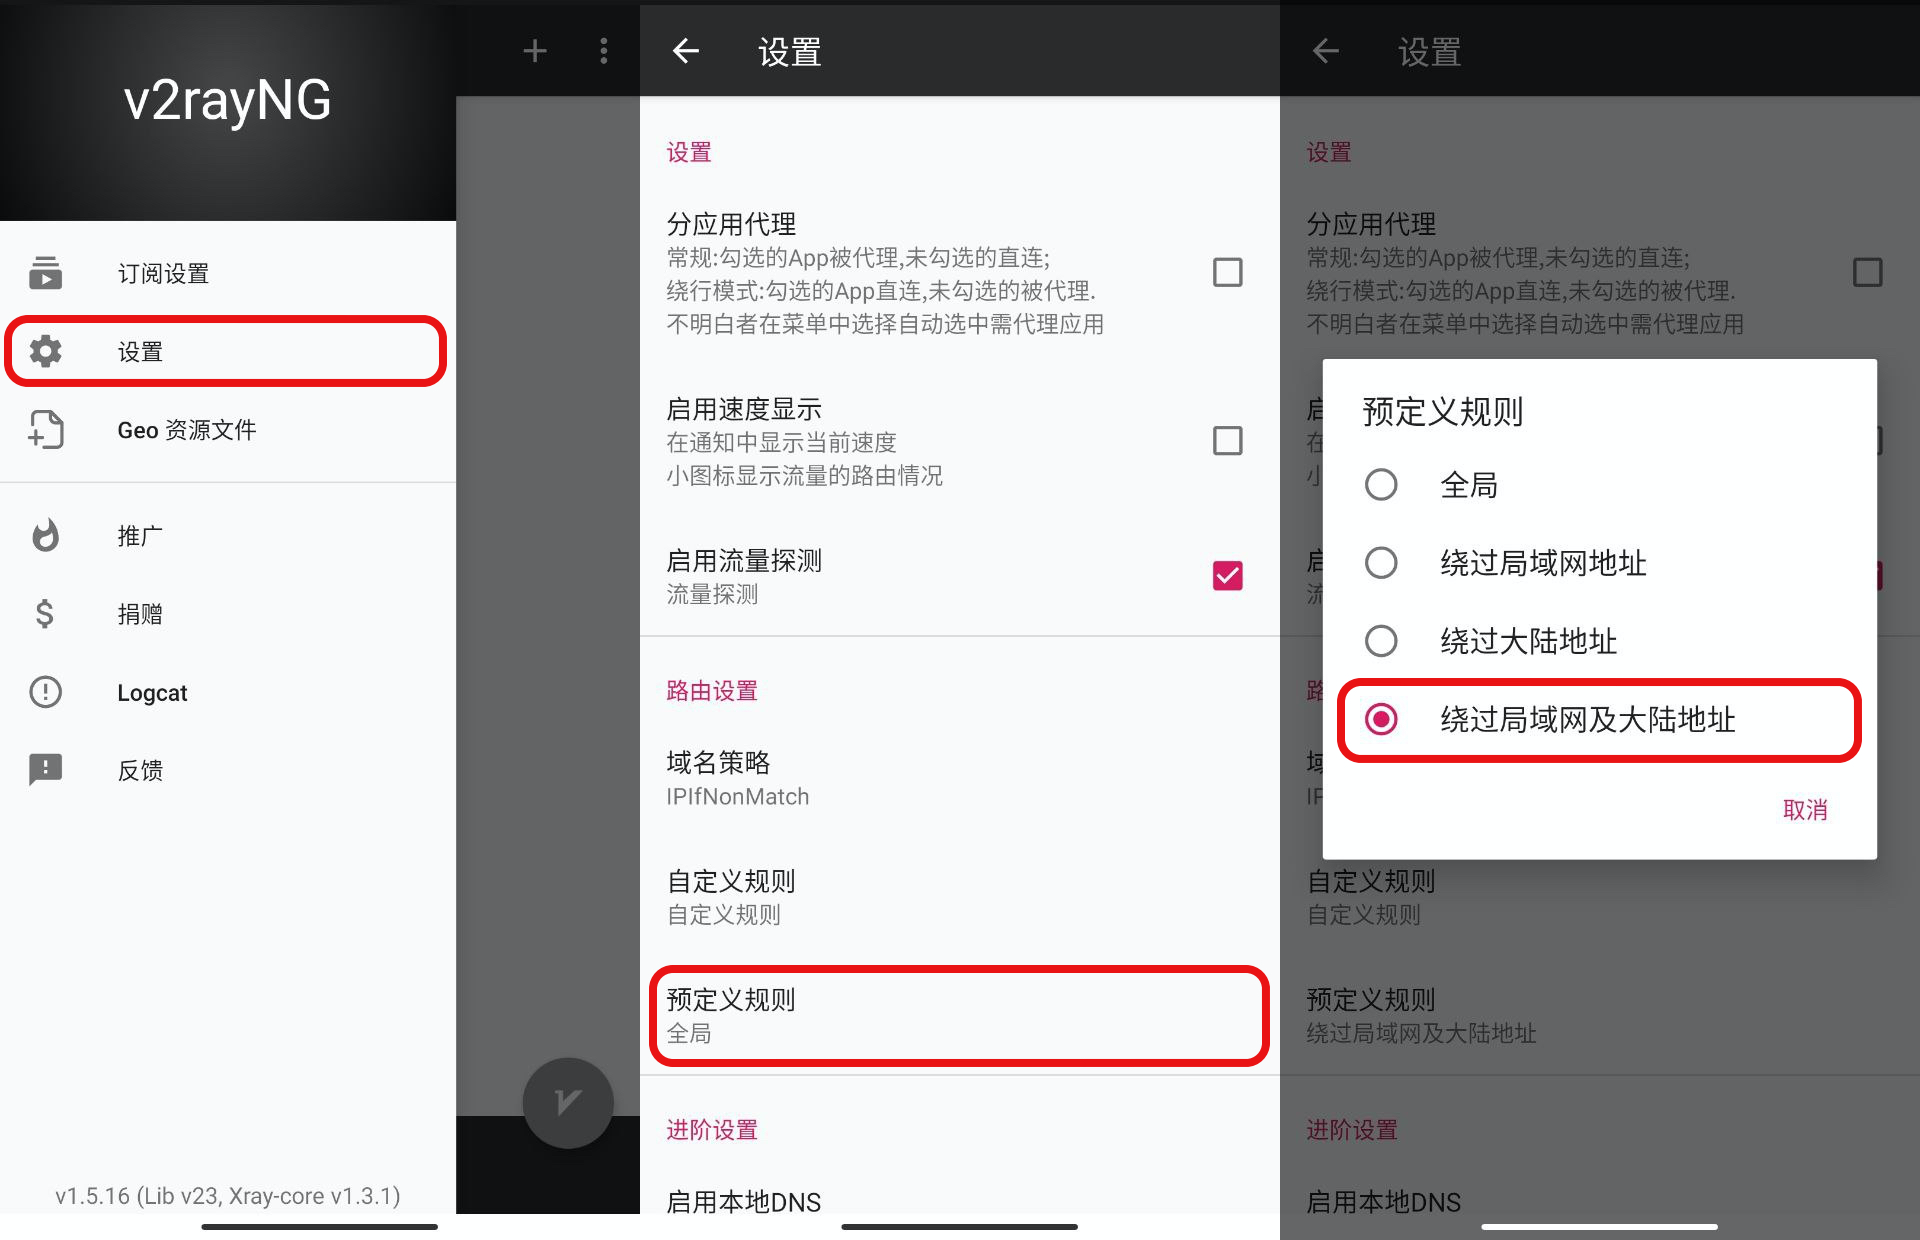 v2rayNG
订阅设置
设置
Geo 资源文件
推广
捐赠
Logcat
反馈
v1.5.16 (Lib v23, Xray-core v1.3.1)
设置
设置
分应用代理
常规:勾选的App被代理,未勾选的直连;
绕行模式:勾选的App直连,未勾选的被代理.
不明白者在菜单中选择自动选中需代理应用
启用速度显示
在通知中显示当前速度
小图标显示流量的路由情况
启用流量探测
流量探测
路由设置
域名策略
IPIfNonMatch
自定义规则
自定义规则
预定义规则
全局
进阶设置
启用本地DNS
设置
设置
分应用代理
常规:勾选的App被代理,未勾选的直连;
绕行模式:勾选的App直连,未勾选的被代理.
不明白者在菜单中选择自动选中需代理应用
启
在
小
启
流
路
域
IP
预定义规则
全局
绕过局域网地址
绕过大陆地址
绕过局域网及大陆地址
取消
自定义规则
自定义规则
预定义规则
绕过局域网及大陆地址
进阶设置
启用本地DNS